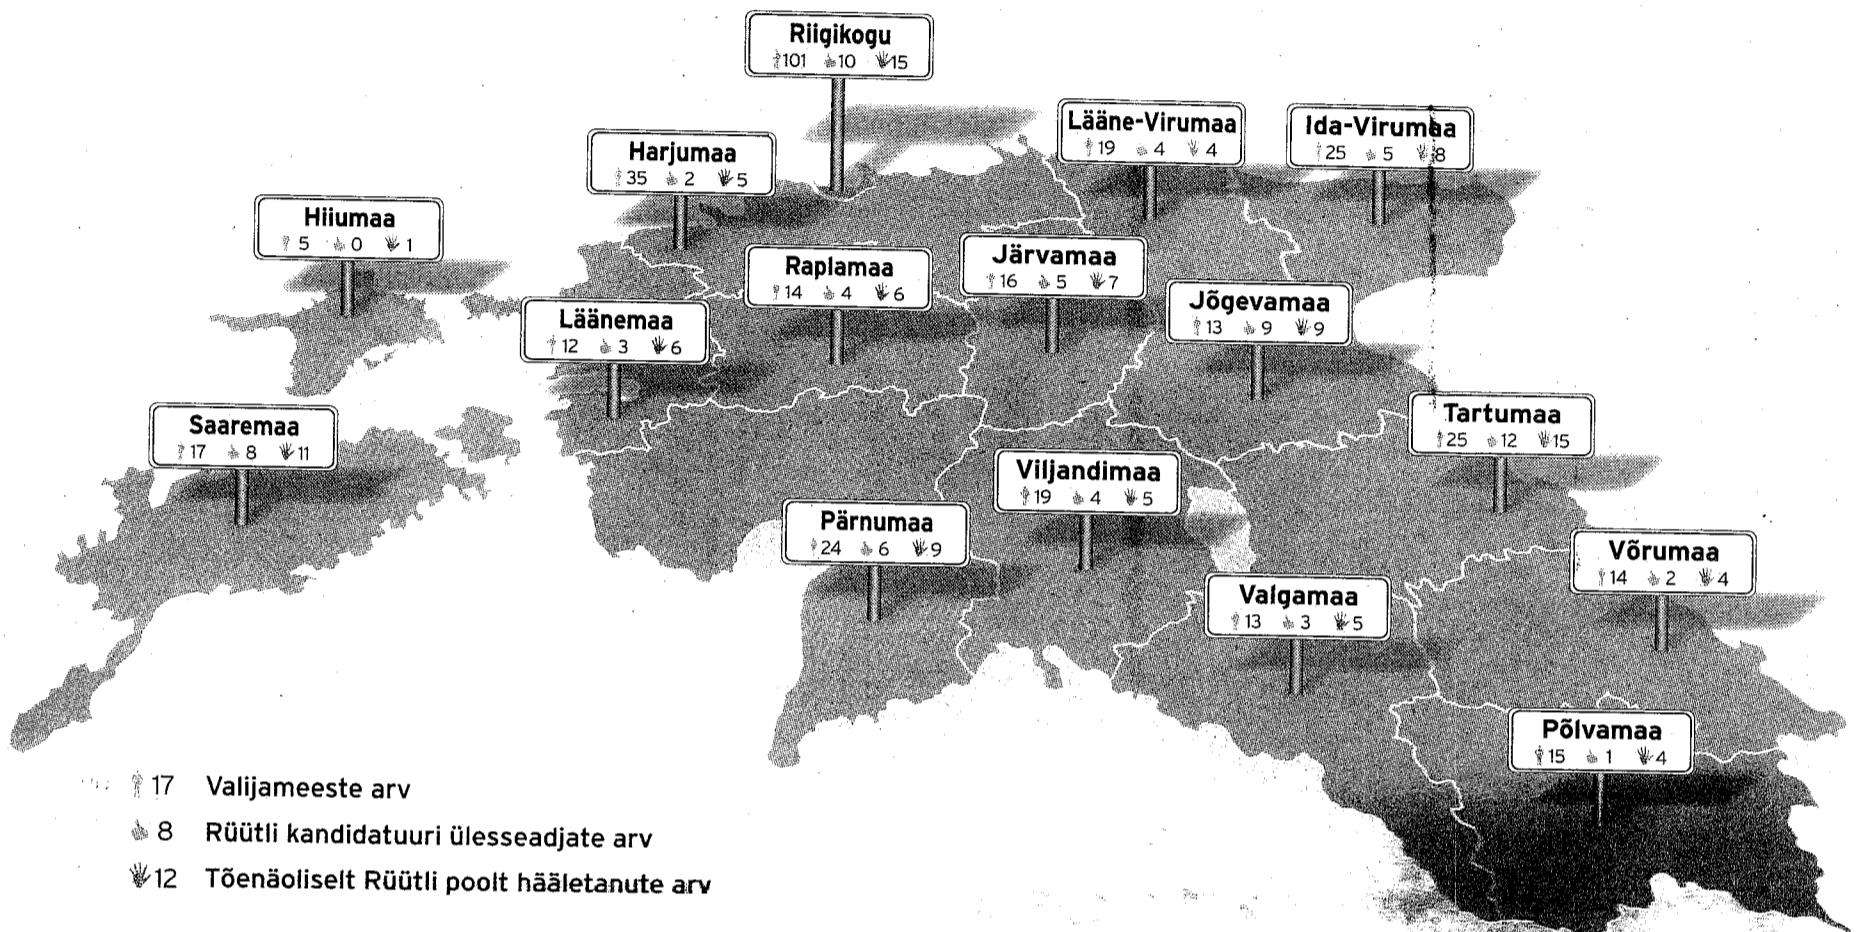 Riigikogu
101 10 15
Lääne-Virumaa
19 4 4
Ida-Virumaa
25 5 8
Harjumaa
35 2 5
Hiiumaa
5 0 1
Raplamaa
14 4 6
Järvamaa
16 5 7
Jõgevamaa
13 9 9
Läänemaa
12 3 6
Saaremaa
17 8 11
Tartumaa
25 12 15
Viljandimaa
19 4 5
Pärnumaa
24 6 9
Võrumaa
14 2 4
Valgamaa
13 3 5
Põlvamaa
15 1 4
17 Valijameeste arv
8 Rüütli kandidatuuri ülesseadjate arv
12 Tõenäoliselt Rüütli poolt hääletanute arv